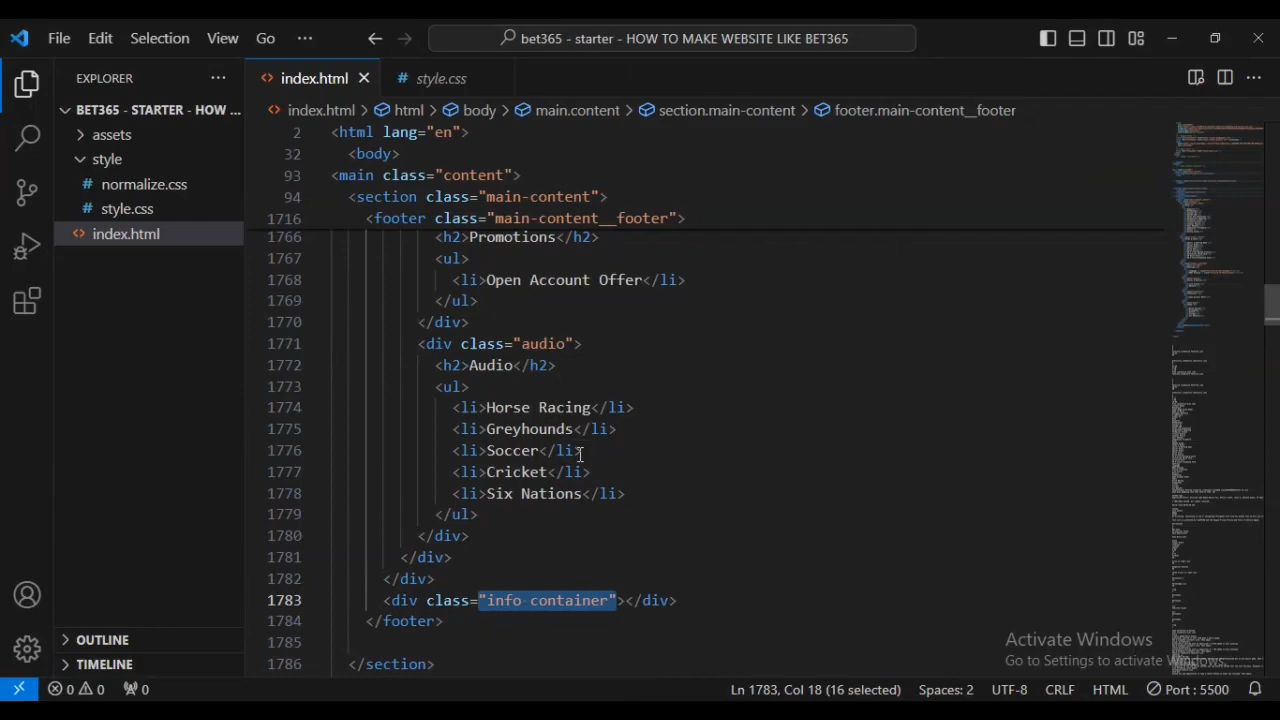 File Edit Selection View Go ... bet365 - starter - HOW TO MAKE WEBSITE LIKE BET365
EXPLORER ... index.html # style.css ...
BET365 - STARTER - HOW ...
assets
style
# normalize.css
# style.css
index.html
index.html > html > body > main.content > section.main-content > footer.main-content__footer
2 <html lang="en">
32 <body>
93 <main class="content">
94 <section class="main-content">
1716 <footer class="main-content__footer">
1766 <h2>Promotions</h2>
1767 <ul>
1768 <li>Open Account Offer</li>
1769 </ul>
1770 </div>
1771 <div class="audio">
1772 <h2>Audio</h2>
1773 <ul>
1774 <li>Horse Racing</li>
1775 <li>Greyhounds</li>
1776 <li>Soccer</li>
1777 <li>Cricket</li>
1778 <li>Six Nations</li>
1779 </ul>
1780 </div>
1781 </div>
1782 </div>
1783 <div class="info container"></div>
1784 </footer>
1785
1786 </section>
OUTLINE
TIMELINE
Activate Windows
Go to Settings to activate Windows.
0 0 0 Ln 1783, Col 18 (16 selected) Spaces: 2 UTF-8 CRLF HTML Port : 5500